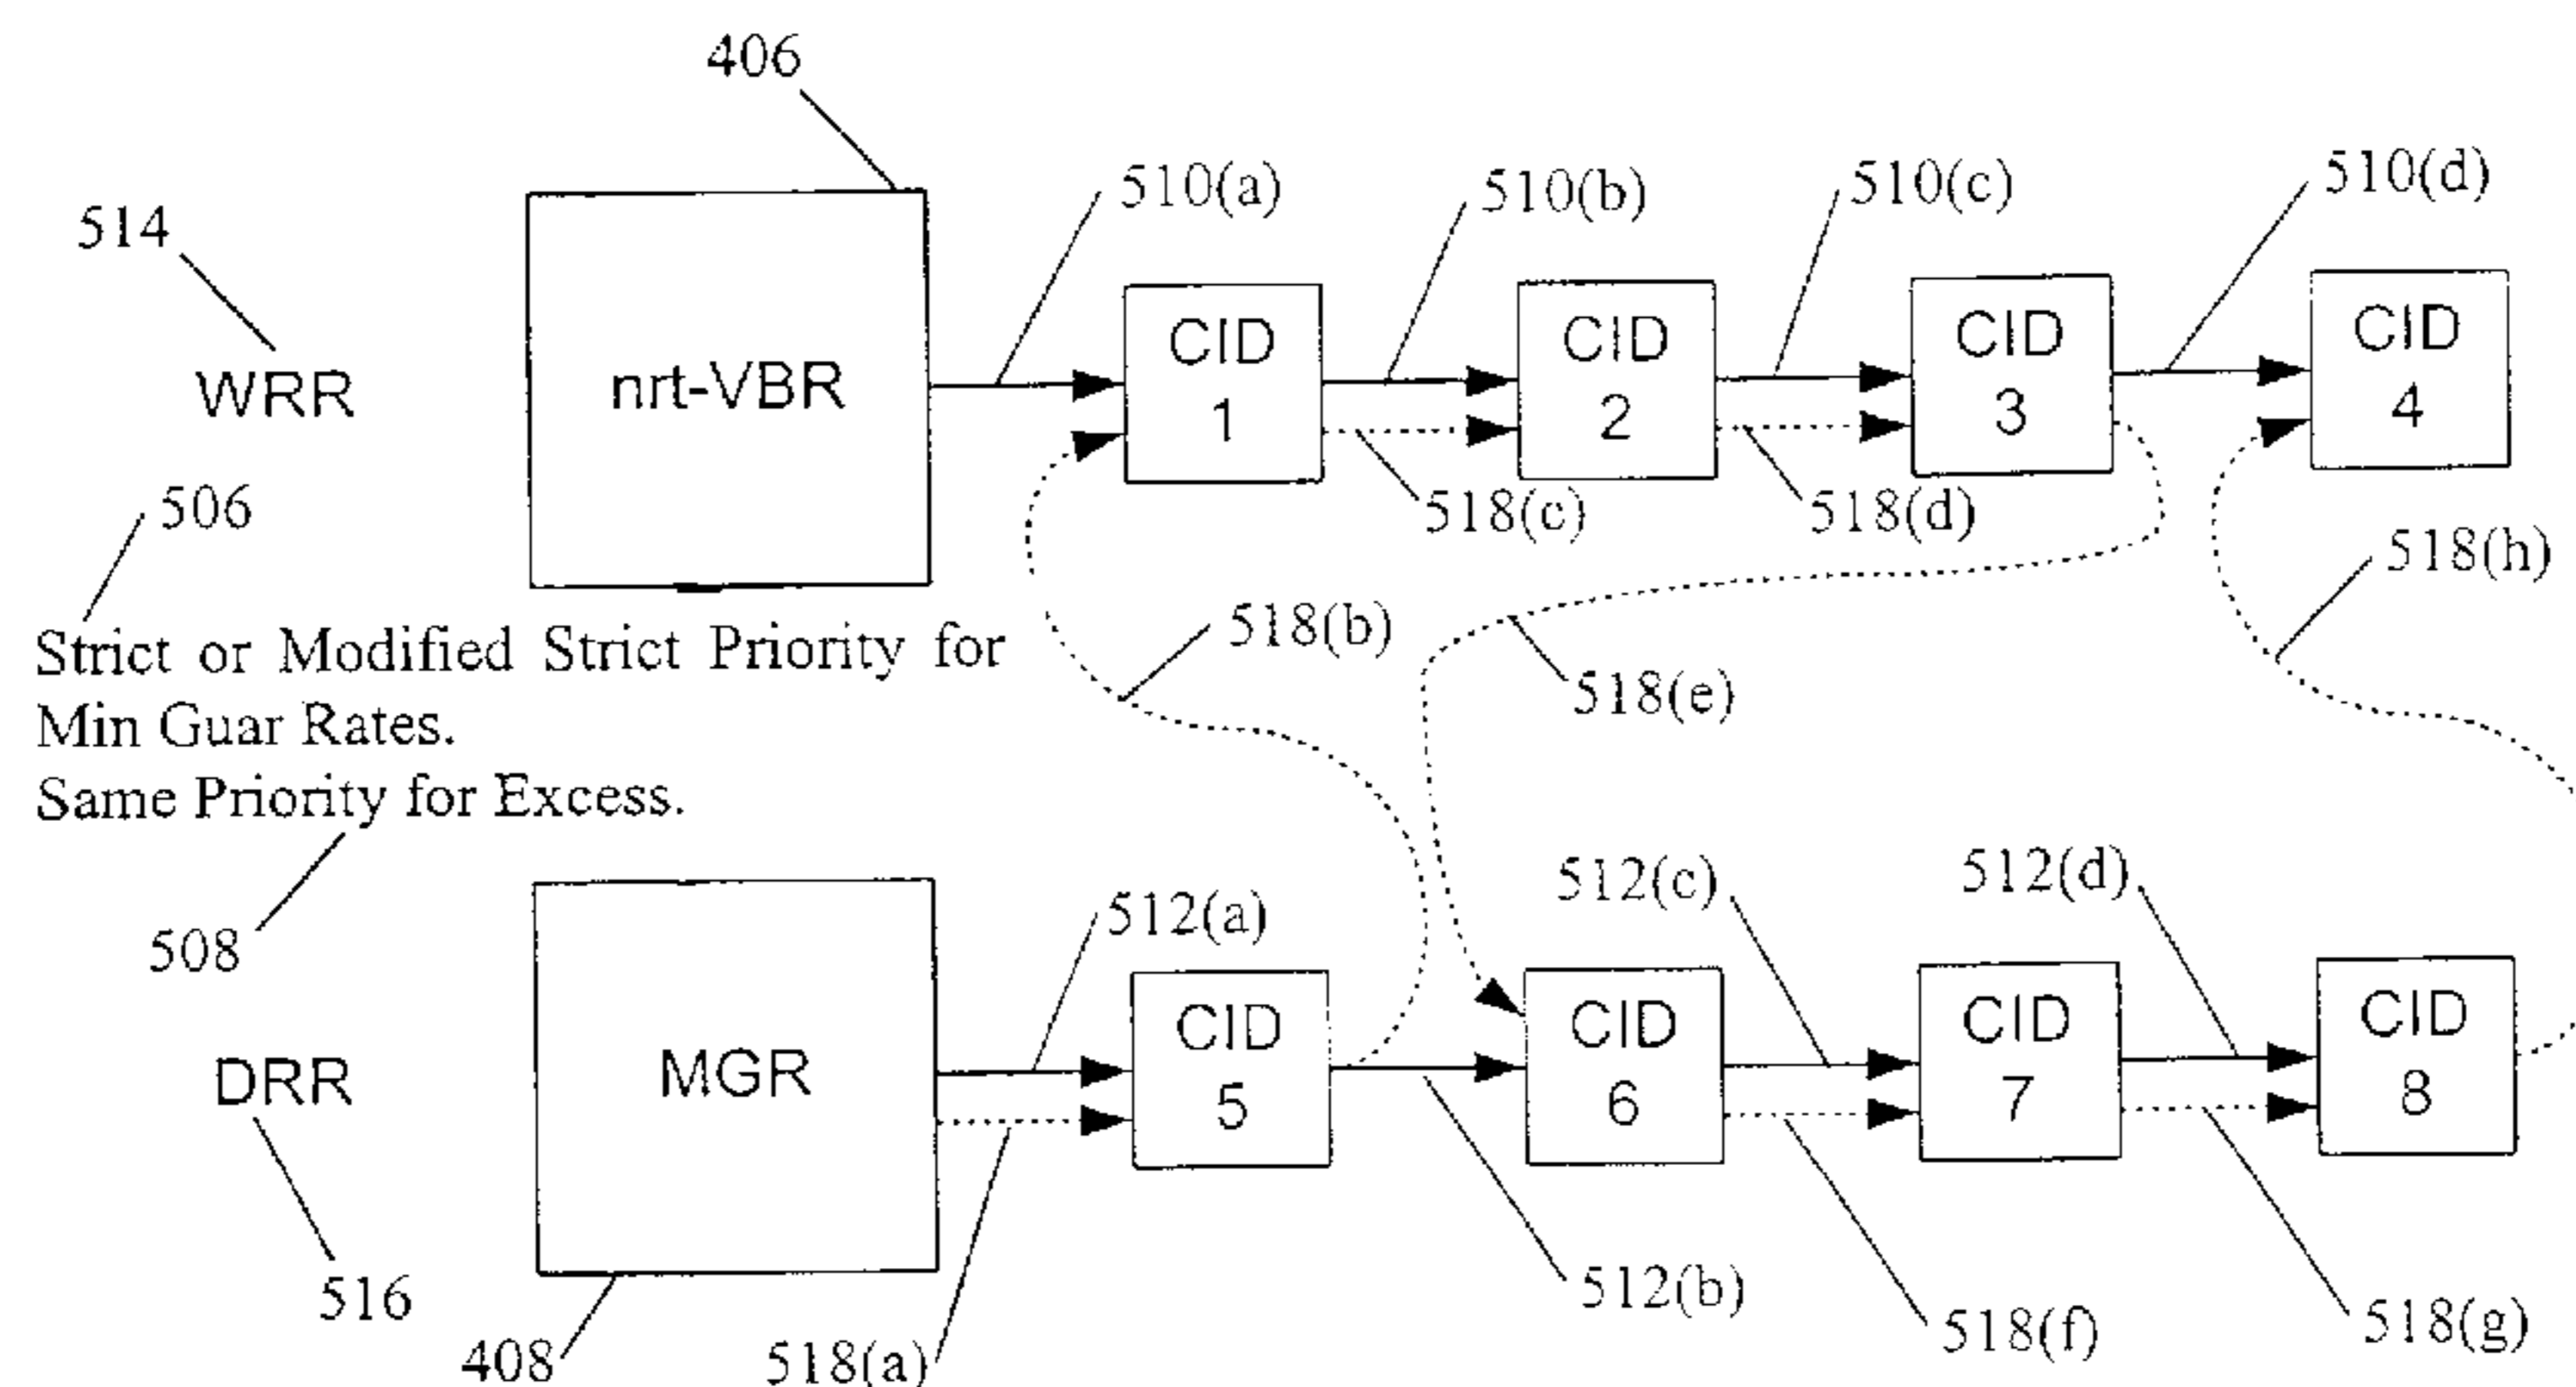 406
510(a)
510(b)
510(c)
510(d)
514
WRR
nrt-VBR
CID
1
CID
2
CID
3
CID
4
506
518(c)
518(d)
518(h)
Strict or Modified Strict Priority for
Min Guar Rates.
Same Priority for Excess.
518(b)
518(e)
508
512(a)
512(c)
512(d)
DRR
MGR
CID
5
CID
6
CID
7
CID
8
516
408
518(a)
512(b)
518(f)
518(g)